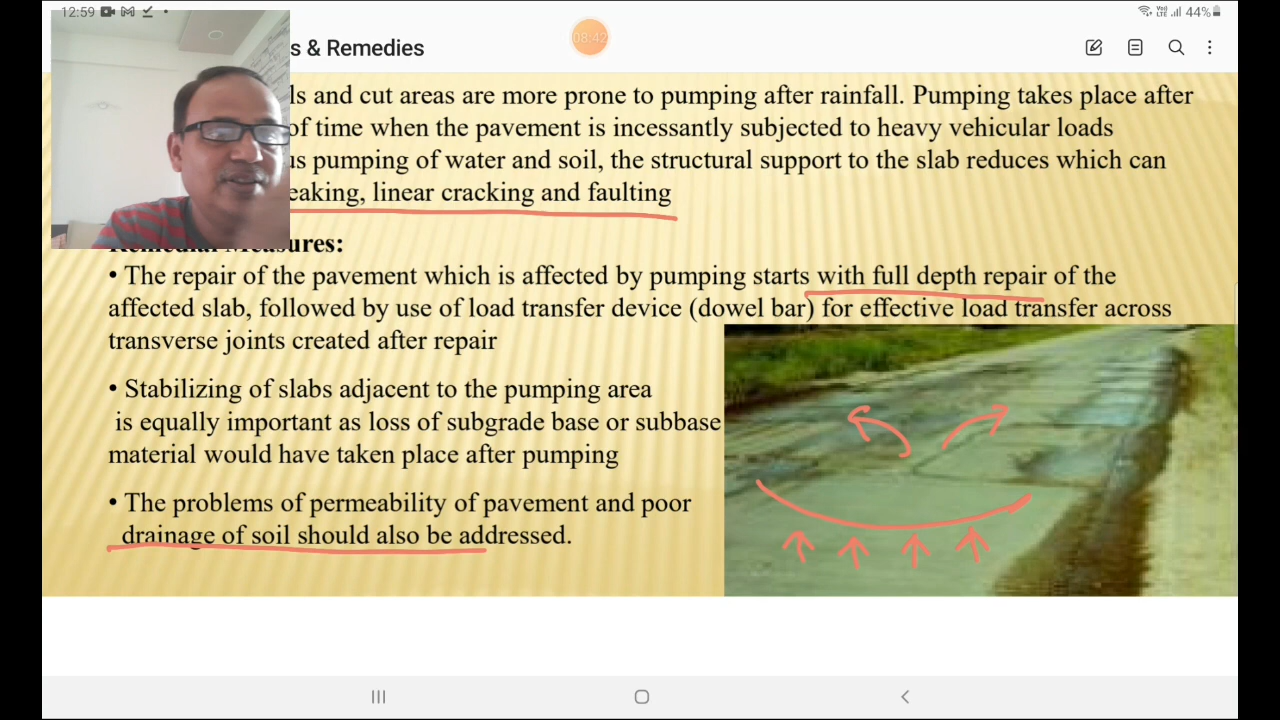 12:59
44%
08:42
s & Remedies
ls and cut areas are more prone to pumping after rainfall. Pumping takes place after
of time when the pavement is incessantly subjected to heavy vehicular loads
us pumping of water and soil, the structural support to the slab reduces which can
eaking, linear cracking and faulting
Remedial Measures:
• The repair of the pavement which is affected by pumping starts with full depth repair of the
affected slab, followed by use of load transfer device (dowel bar) for effective load transfer across
transverse joints created after repair
• Stabilizing of slabs adjacent to the pumping area
is equally important as loss of subgrade base or subbase
material would have taken place after pumping
• The problems of permeability of pavement and poor
drainage of soil should also be addressed.